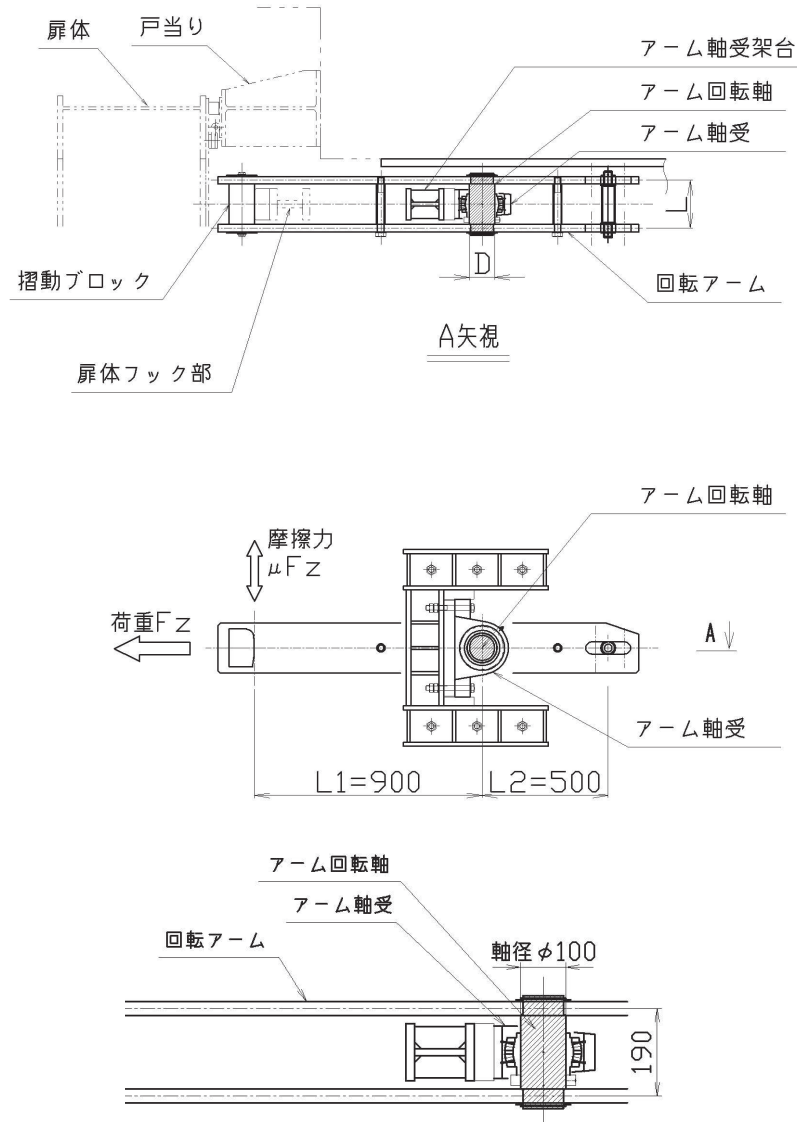 扉体
戸当り
アーム軸受架台
アーム回転軸
アーム軸受
L
D
摺動ブロック
回転アーム
A矢視
扉体フック部
アーム回転軸
摩擦力
μFz
荷重Fz
A
アーム軸受
L1=900
L2=500
アーム回転軸
アーム軸受
回転アーム
軸径φ100
190